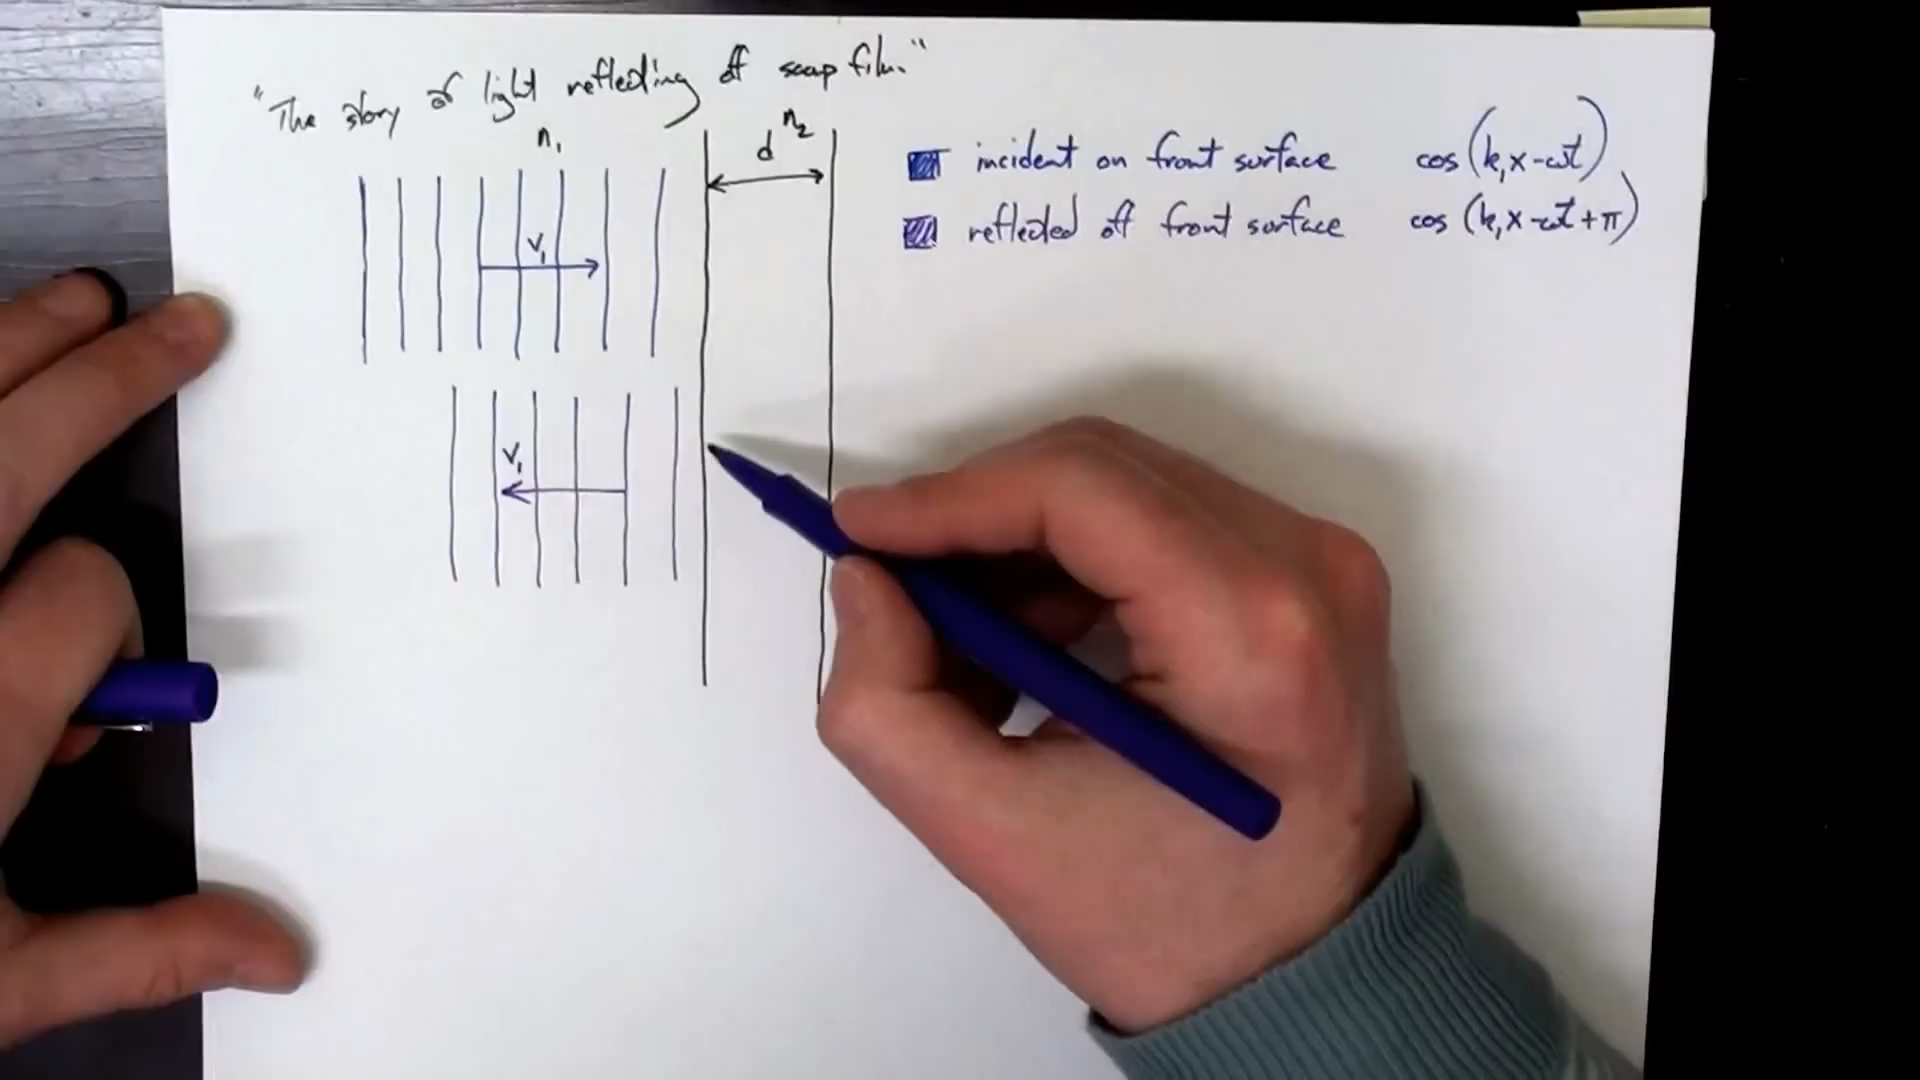 "The story of light reflecting off soap film."
n₁
d
n₂
v₁
v₁
incident on front surface cos(k₁x-ωt)
reflected off front surface cos(k₁x-ωt+π)